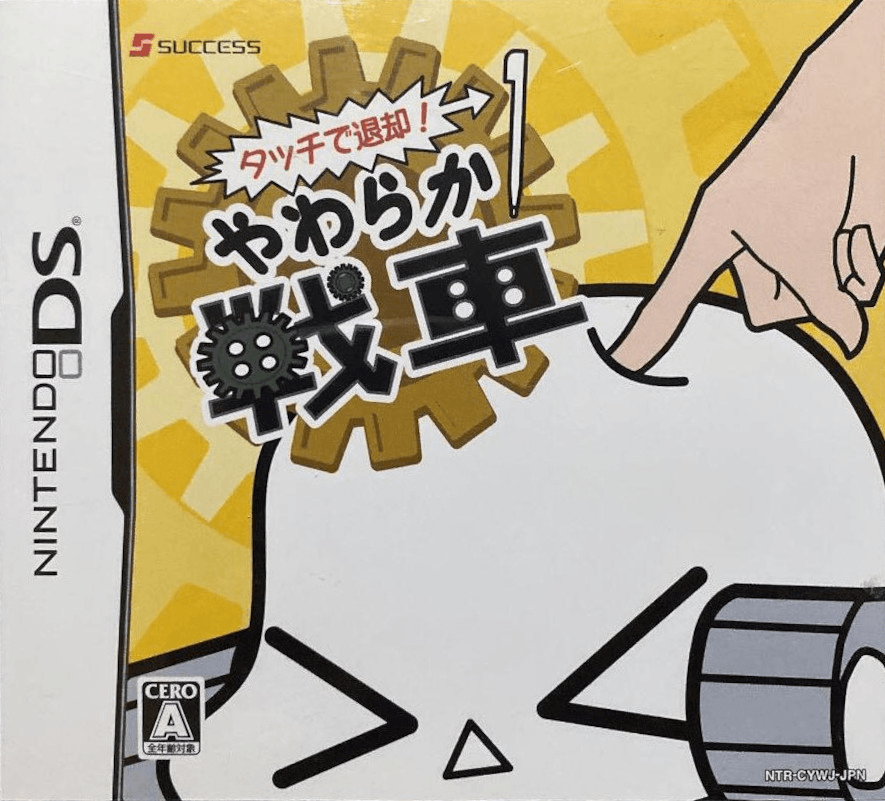 SUCCESS
タッチで退却！
やわらか
戦車
NINTENDO DS®
CERO
A
全年齢対象
NTR-CYWJ-JPN